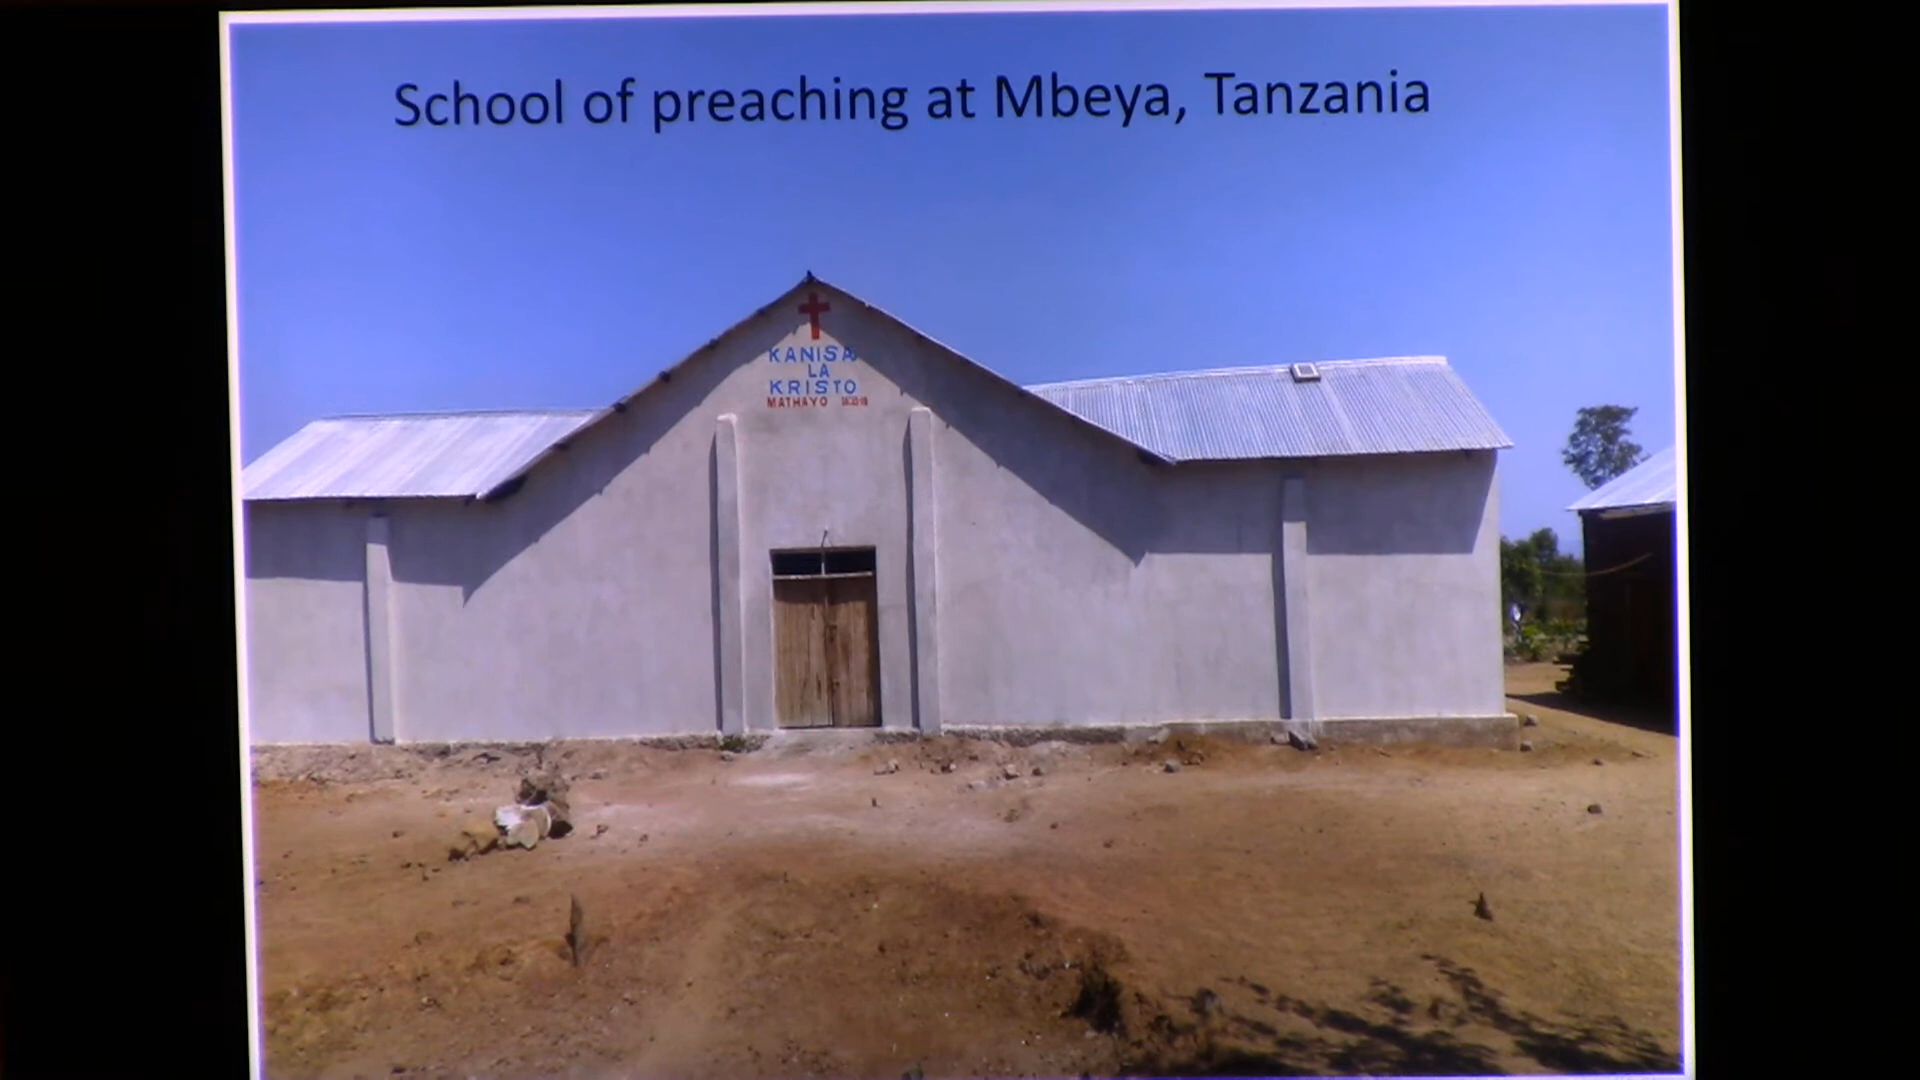 School of preaching at Mbeya, Tanzania
KANISA
LA
KRISTO
MATHAYO